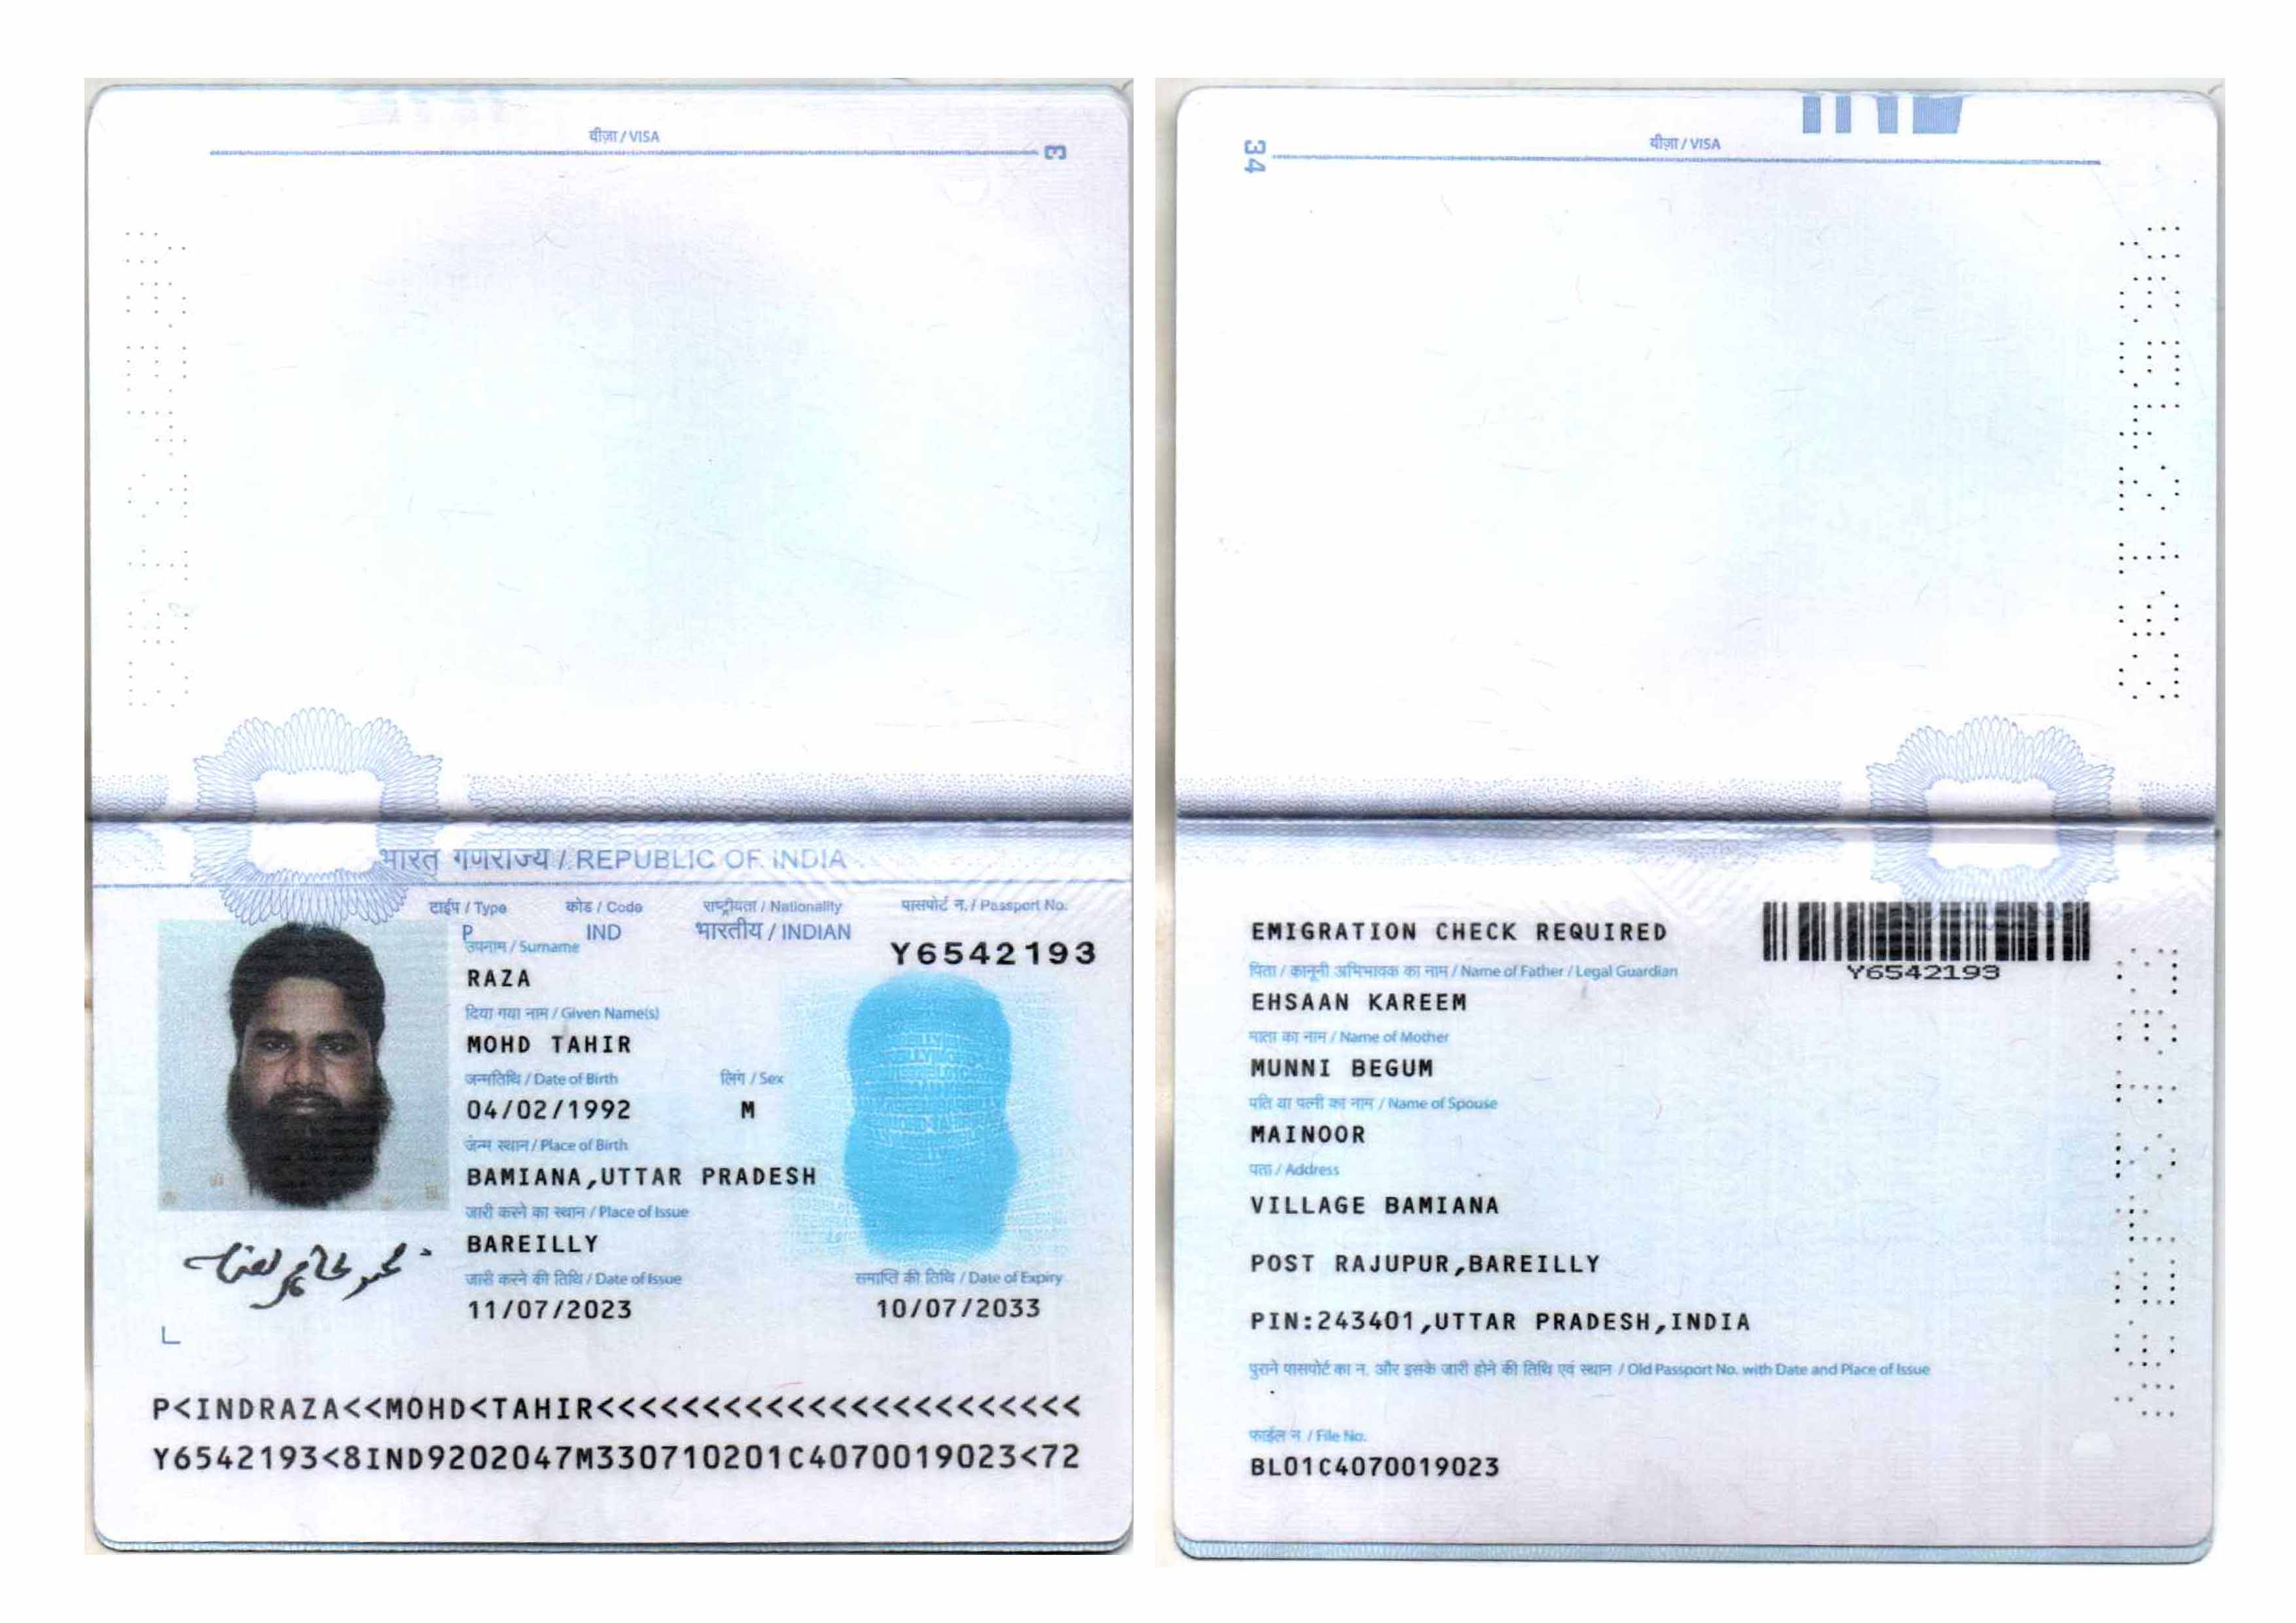 वीज़ा / VISA
3
भारत गणराज्य / REPUBLIC OF INDIA
टाईप / Type
कोड / Code
राष्ट्रीयता / Nationality
पासपोर्ट न. / Passport No.
P
IND
भारतीय / INDIAN
Y6542193
उपनाम / Surname
RAZA
दिया गया नाम / Given Name(s)
MOHD TAHIR
जन्मतिथि / Date of Birth
लिंग / Sex
04/02/1992
M
जन्म स्थान / Place of Birth
BAMIANA,UTTAR PRADESH
जारी करने का स्थान / Place of Issue
BAREILLY
जारी करने की तिथि / Date of Issue
समाप्ति की तिथि / Date of Expiry
11/07/2023
10/07/2033
P<INDRAZA<<MOHD<TAHIR<<<<<<<<<<<<<<<<<<<<<<<
Y6542193<8IND9202047M330710201C4070019023<72
34
वीज़ा / VISA
EMIGRATION CHECK REQUIRED
Y6542193
पिता / कानूनी अभिभावक का नाम / Name of Father / Legal Guardian
EHSAAN KAREEM
माता का नाम / Name of Mother
MUNNI BEGUM
पति या पत्नी का नाम / Name of Spouse
MAINOOR
पता / Address
VILLAGE BAMIANA
POST RAJUPUR,BAREILLY
PIN:243401,UTTAR PRADESH,INDIA
पुराने पासपोर्ट का न. और इसके जारी होने की तिथि एवं स्थान / Old Passport No. with Date and Place of Issue
फाईल न. / File No.
BL01C4070019023